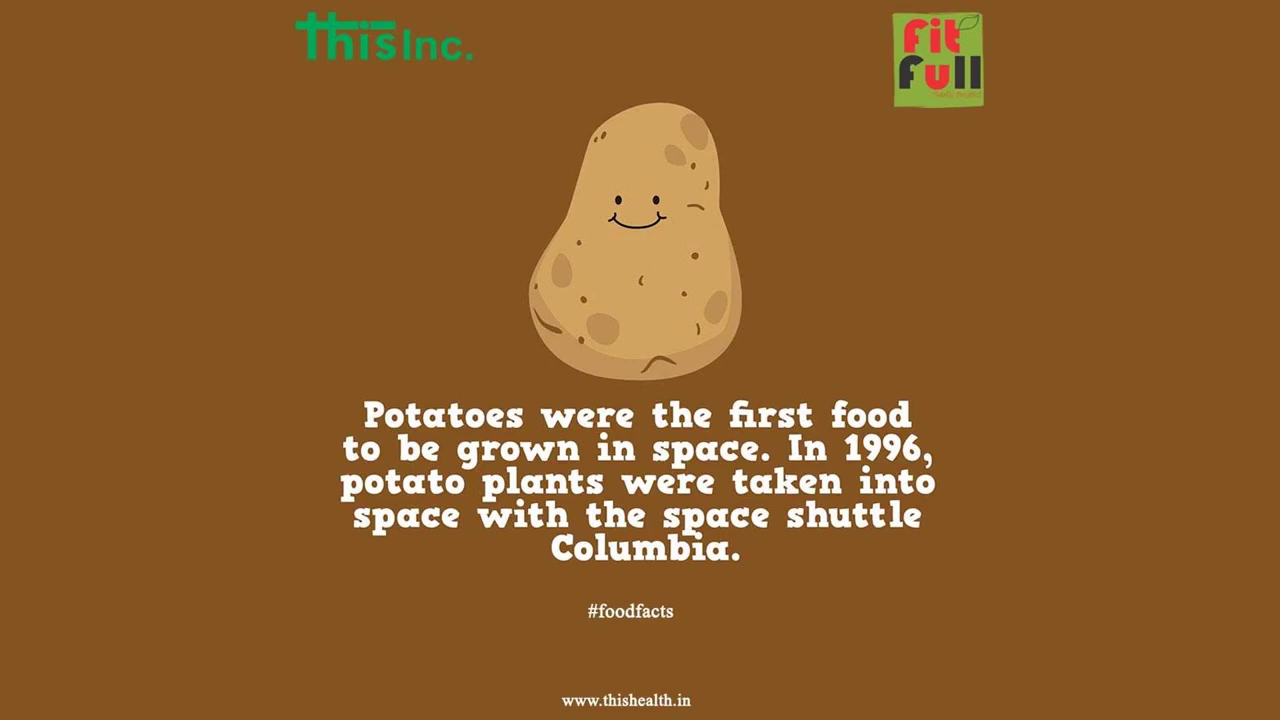 thisInc.
fit
full
Potatoes were the first food
to be grown in space. In 1996,
potato plants were taken into
space with the space shuttle
Columbia.
#foodfacts
www.thishealth.in